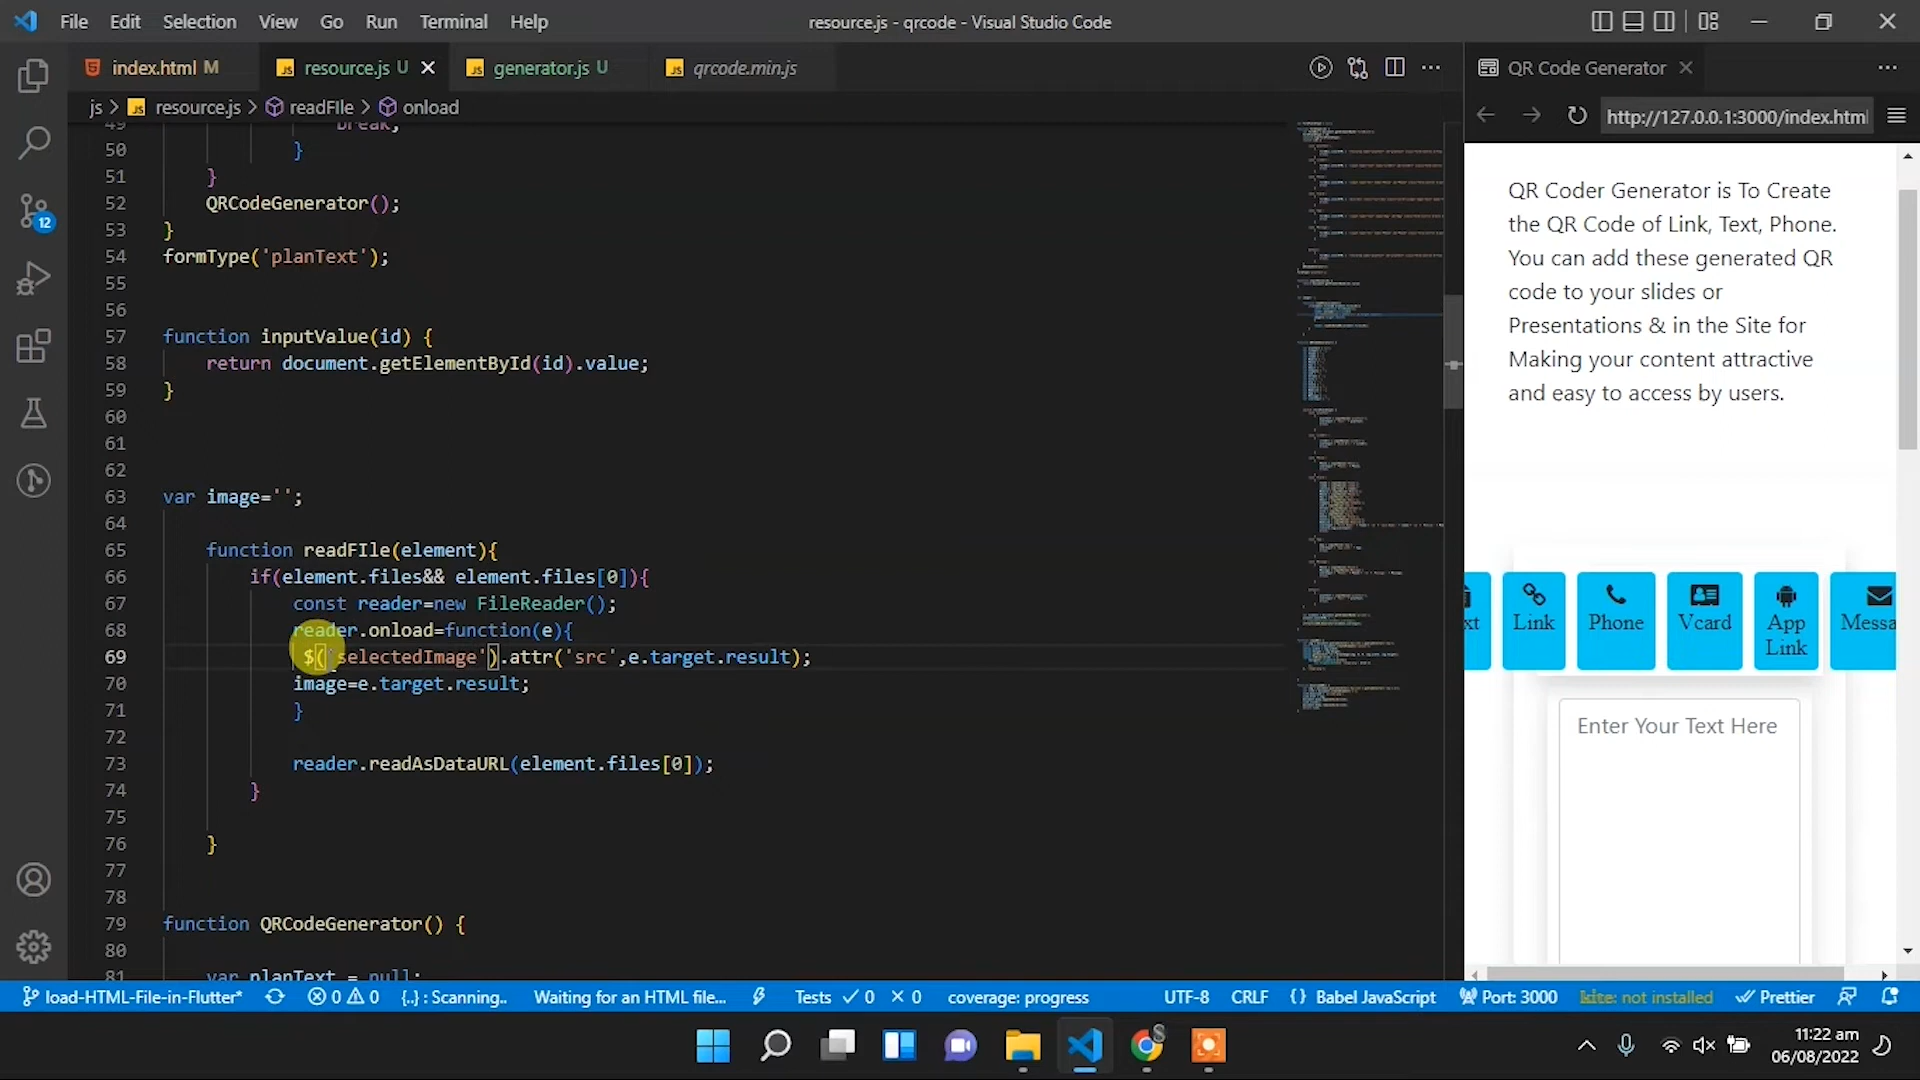 File Edit Selection View Go Run Terminal Help
resource.js - qrcode - Visual Studio Code
index.html M
resource.js U
generator.js U
qrcode.min.js
QR Code Generator
js > resource.js > readFIle > onload
http://127.0.0.1:3000/index.html
49 break;
50 }
51 }
52 QRCodeGenerator();
53 }
54 formType('planText');
55
56
57 function inputValue(id) {
58 return document.getElementById(id).value;
59 }
60
61
62
63 var image='';
64
65 function readFIle(element){
66 if(element.files&& element.files[0]){
67 const reader=new FileReader();
68 reader.onload=function(e){
69 $('selectedImage').attr('src',e.target.result);
70 image=e.target.result;
71 }
72
73 reader.readAsDataURL(element.files[0]);
74 }
75
76 }
77
78
79 function QRCodeGenerator() {
80
81 var planText = null;
12
QR Coder Generator is To Create
the QR Code of Link, Text, Phone.
You can add these generated QR
code to your slides or
Presentations & in the Site for
Making your content attractive
and easy to access by users.
xt
Link
Phone
Vcard
App
Link
Messa
Enter Your Text Here
load-HTML-File-in-Flutter* 0 0 {..} : Scanning.. Waiting for an HTML file... Tests 0 0 coverage: progress UTF-8 CRLF {} Babel JavaScript Port: 3000 kite: not installed Prettier
11:22 am
06/08/2022